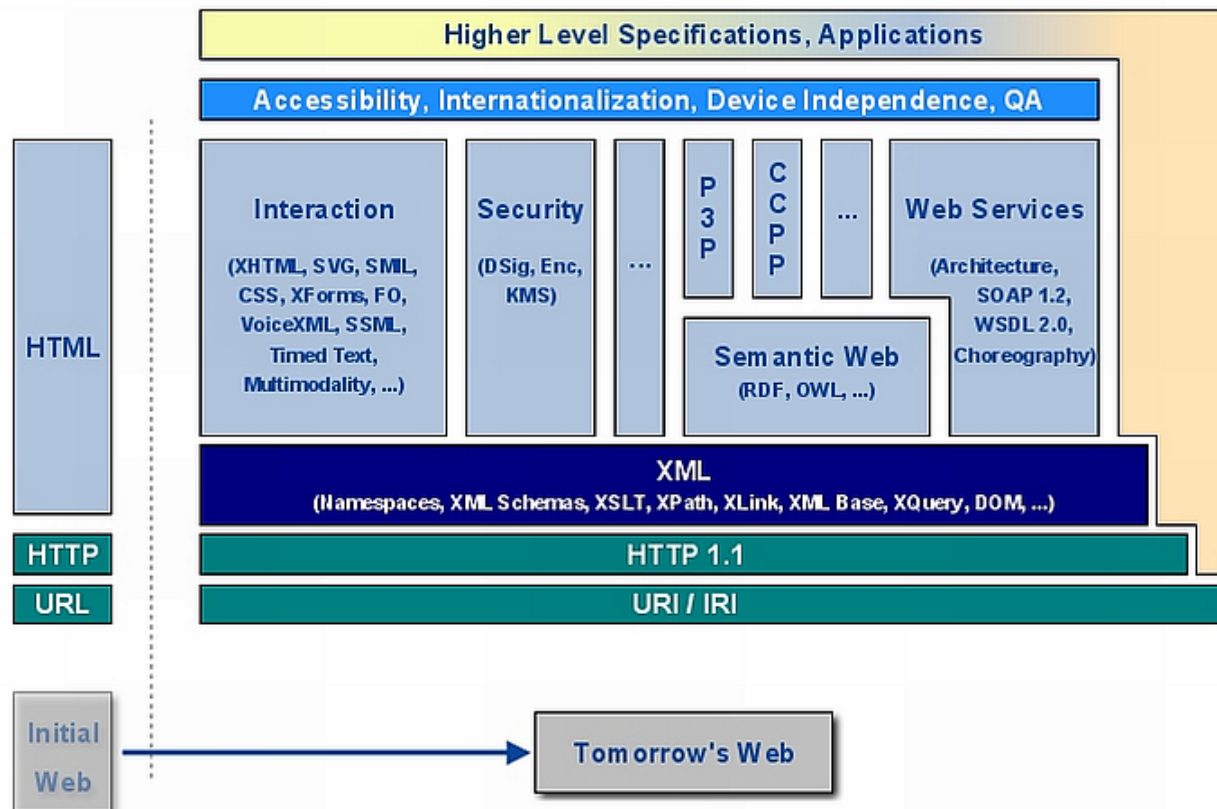 Higher Level Specifications, Applications
Accessibility, Internationalization, Device Independence, QA
HTML
HTTP
URL
Interaction
(XHTML, SVG, SMIL,
CSS, XForms, FO,
VoiceXML, SSML,
Timed Text,
Multimodality, ...)
Security
(DSig, Enc,
KMS)
...
P
3
P
C
C
P
P
...
Semantic Web
(RDF, OWL, ...)
Web Services
(Architecture,
SOAP 1.2,
WSDL 2.0,
Choreography)
XML
(Namespaces, XML Schemas, XSLT, XPath, XLink, XML Base, XQuery, DOM, ...)
HTTP 1.1
URI / IRI
Initial
Web
Tomorrow's Web